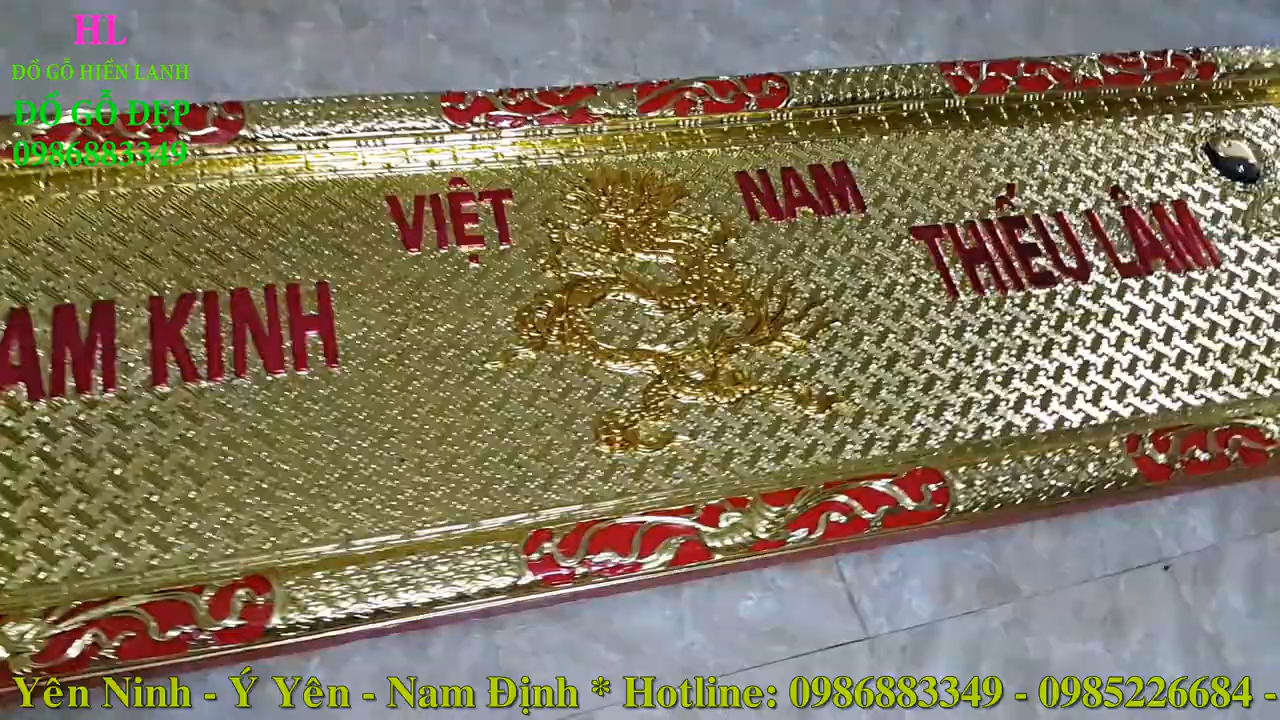 HL
ĐỒ GỖ HIỀN LANH
ĐỒ GỖ ĐẸP
0986883349
VIỆT NAM
AM KINH
THIẾU LÂM
Yên Ninh - Ý Yên - Nam Định * Hotline: 0986883349 - 0985226684 -